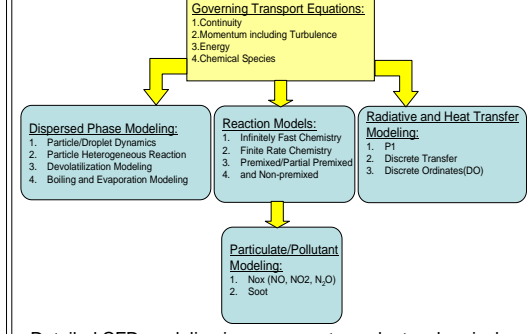 Governing Transport Equations:
1.Continuity
2.Momentum including Turbulence
3.Energy
4.Chemical Species
Dispersed Phase Modeling:
1. Particle/Droplet Dynamics
2. Particle Heterogeneous Reaction
3. Devolatilization Modeling
4. Boiling and Evaporation Modeling
Reaction Models:
1. Infinitely Fast Chemistry
2. Finite Rate Chemistry
3. Premixed/Partial Premixed
4. and Non-premixed
Radiative and Heat Transfer
Modeling:
1. P1
2. Discrete Transfer
3. Discrete Ordinates(DO)
Particulate/Pollutant
Modeling:
1. Nox (NO, NO2, N2O)
2. Soot